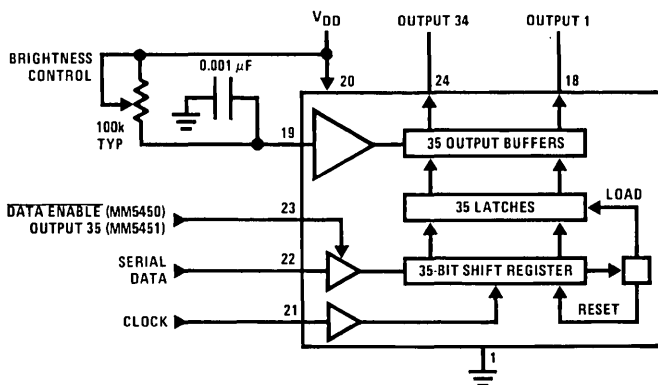 V_DD
OUTPUT 34
OUTPUT 1
BRIGHTNESS
CONTROL
0.001 µF
20
24
18
100k
TYP
19
35 OUTPUT BUFFERS
DATA ENABLE (MM5450)
OUTPUT 35 (MM5451)
23
35 LATCHES
LOAD
SERIAL
DATA
22
35-BIT SHIFT REGISTER
CLOCK
21
RESET
1